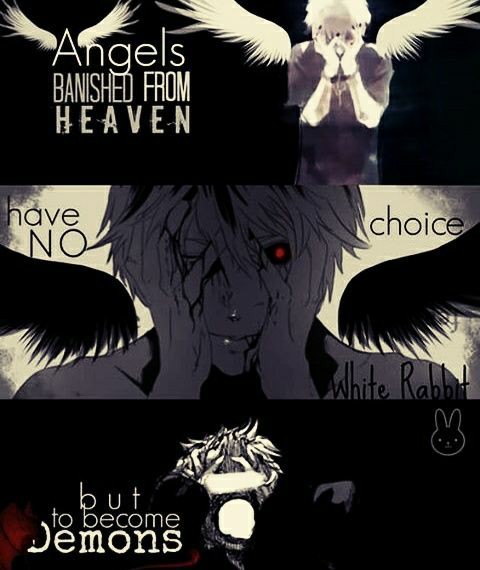 Angels
BANISHED FROM
HEAVEN
have
NO
choice
White Rabbit
but
to become
Demons